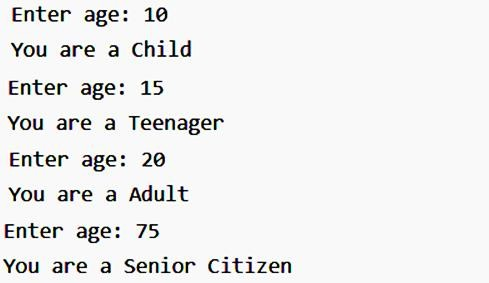 Enter age: 10
You are a Child
Enter age: 15
You are a Teenager
Enter age: 20
You are a Adult
Enter age: 75
You are a Senior Citizen